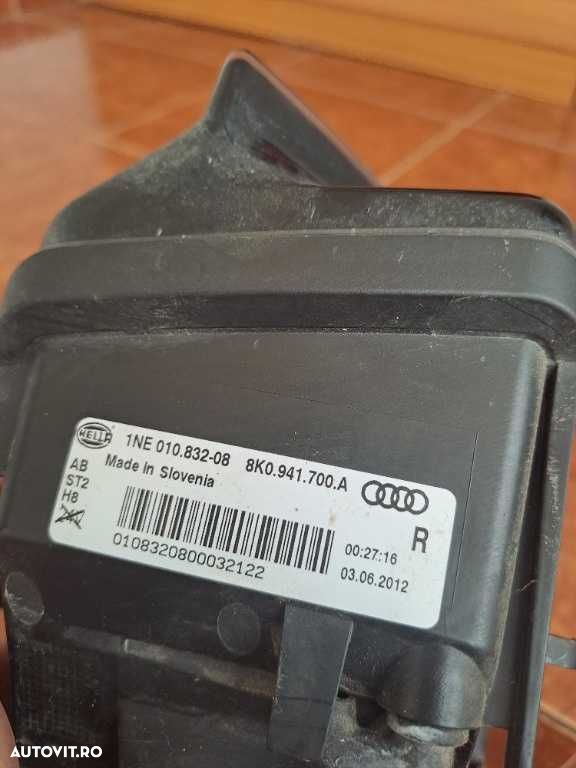 HELLA 1NE 010.832-08 8K0.941.700.A
AB Made in Slovenia
ST2
H8
R
0108320800032122
00:27:16
03.06.2012
AUTOVIT.RO